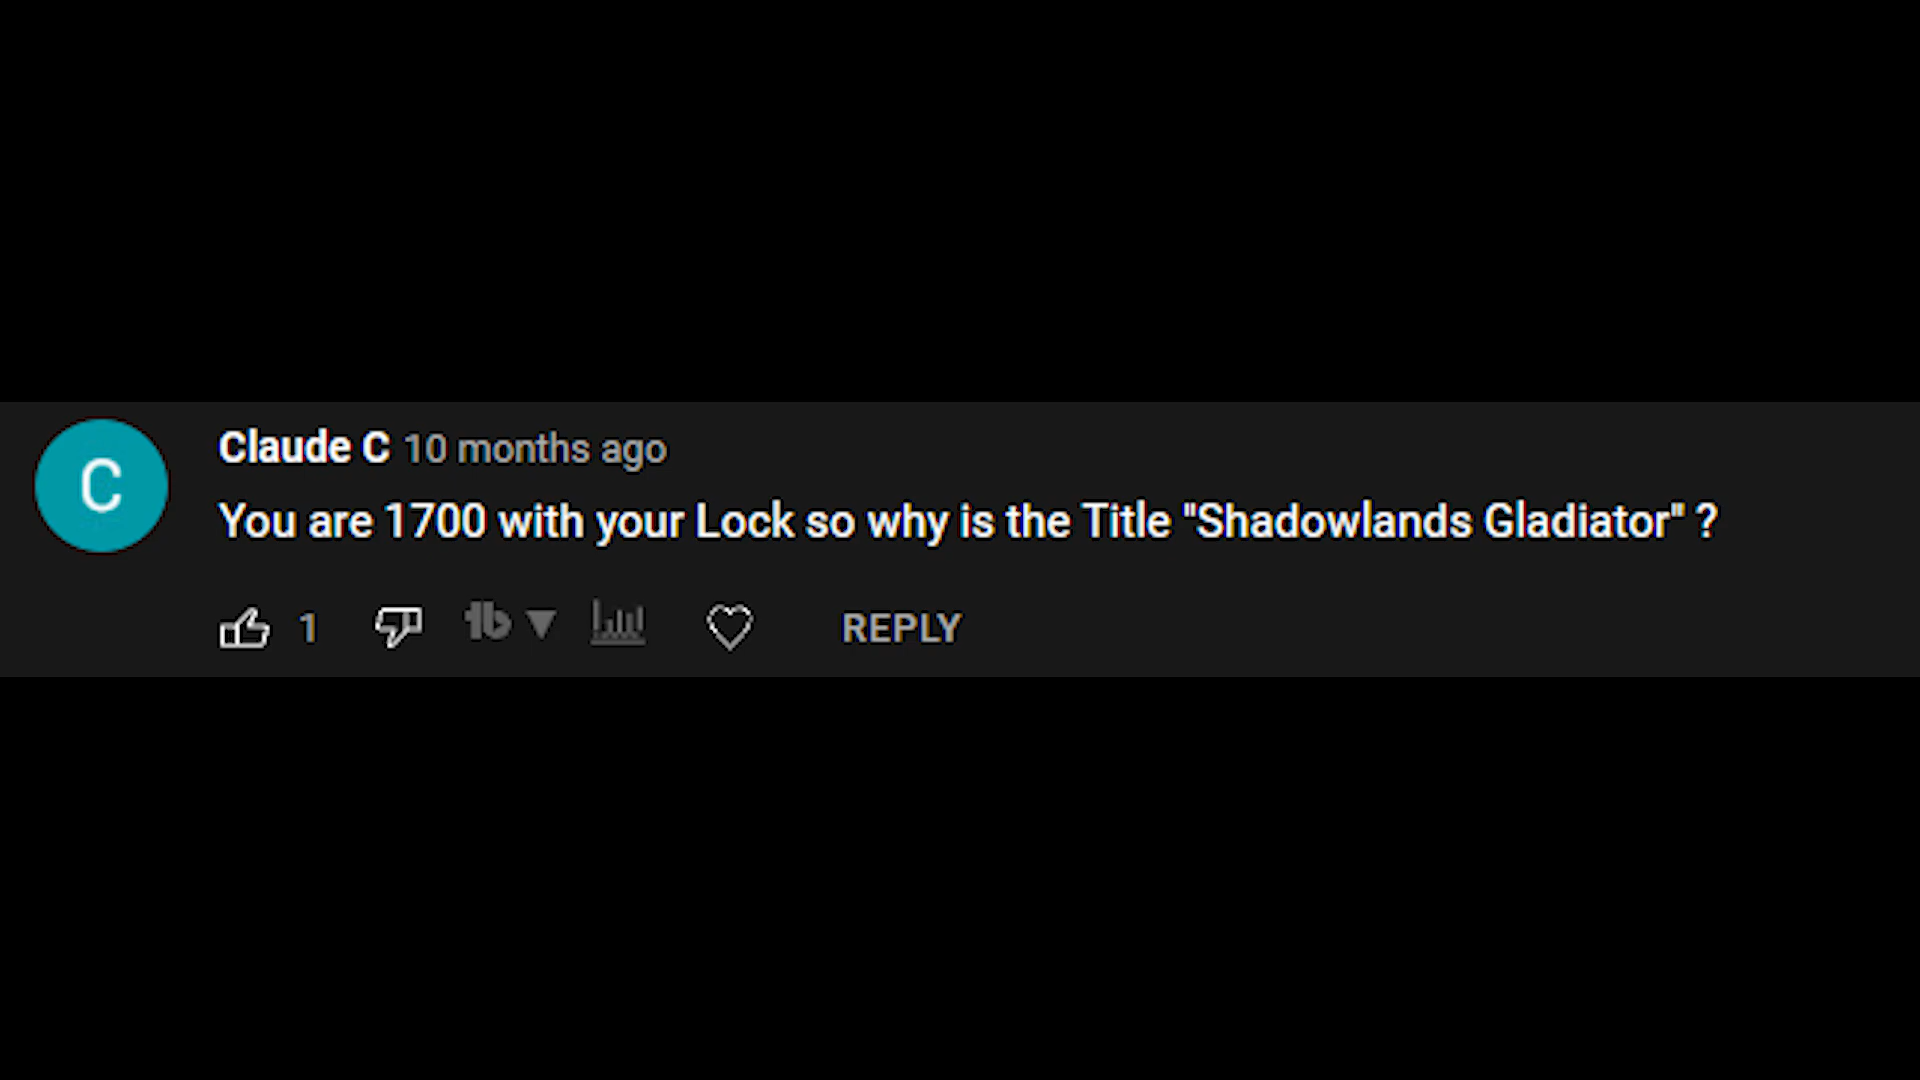 C
Claude C 10 months ago
You are 1700 with your Lock so why is the Title "Shadowlands Gladiator" ?
1 tb REPLY